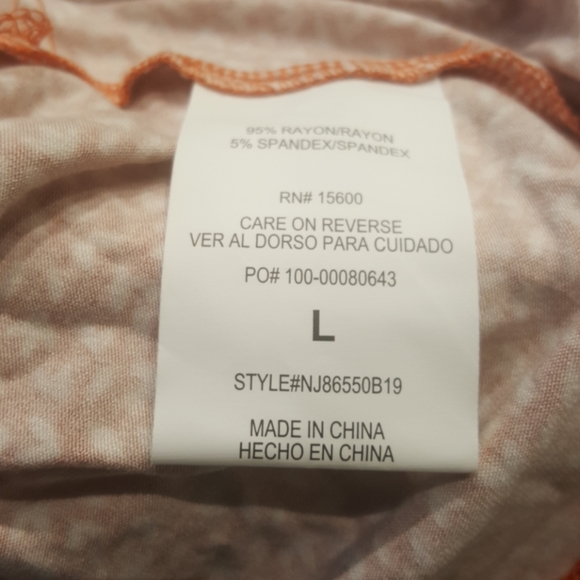 95% RAYON/RAYON
5% SPANDEX/SPANDEX
RN# 15600
CARE ON REVERSE
VER AL DORSO PARA CUIDADO
PO# 100-00080643
L
STYLE#NJ86550B19
MADE IN CHINA
HECHO EN CHINA